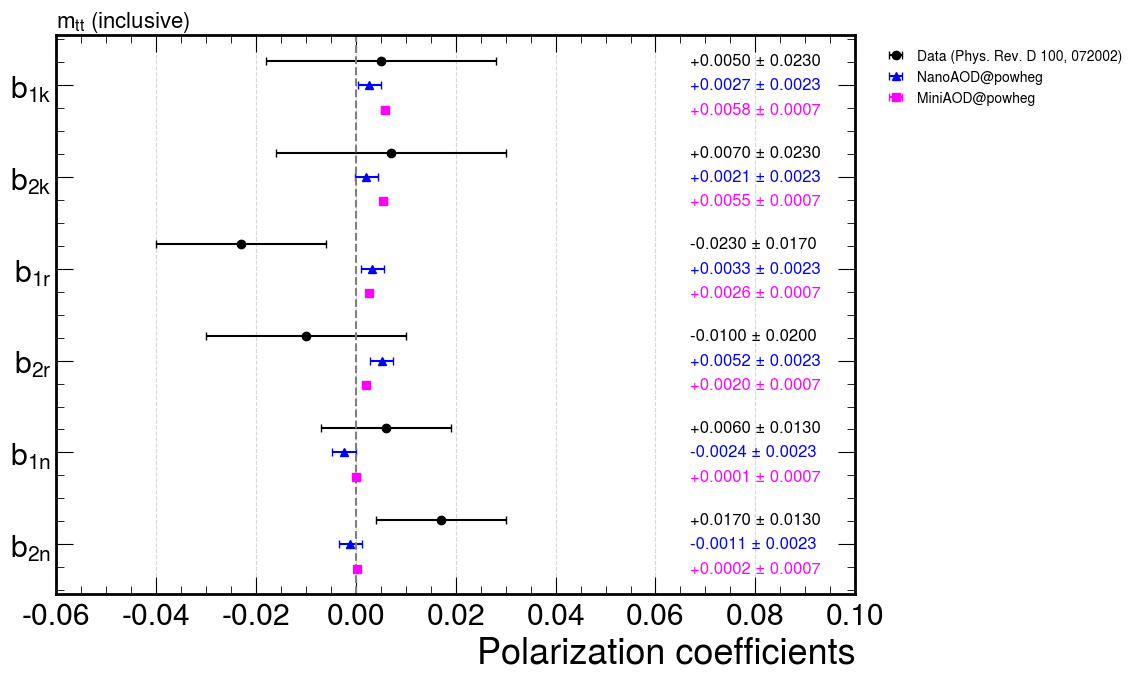 m_tt (inclusive)
Data (Phys. Rev. D 100, 072002)
NanoAOD@powheg
MiniAOD@powheg
b_1k
+0.0050 ± 0.0230
+0.0027 ± 0.0023
+0.0058 ± 0.0007
b_2k
+0.0070 ± 0.0230
+0.0021 ± 0.0023
+0.0055 ± 0.0007
b_1r
-0.0230 ± 0.0170
+0.0033 ± 0.0023
+0.0026 ± 0.0007
b_2r
-0.0100 ± 0.0200
+0.0052 ± 0.0023
+0.0020 ± 0.0007
b_1n
+0.0060 ± 0.0130
-0.0024 ± 0.0023
+0.0001 ± 0.0007
b_2n
+0.0170 ± 0.0130
-0.0011 ± 0.0023
+0.0002 ± 0.0007
-0.06 -0.04 -0.02 0.00 0.02 0.04 0.06 0.08 0.10
Polarization coefficients